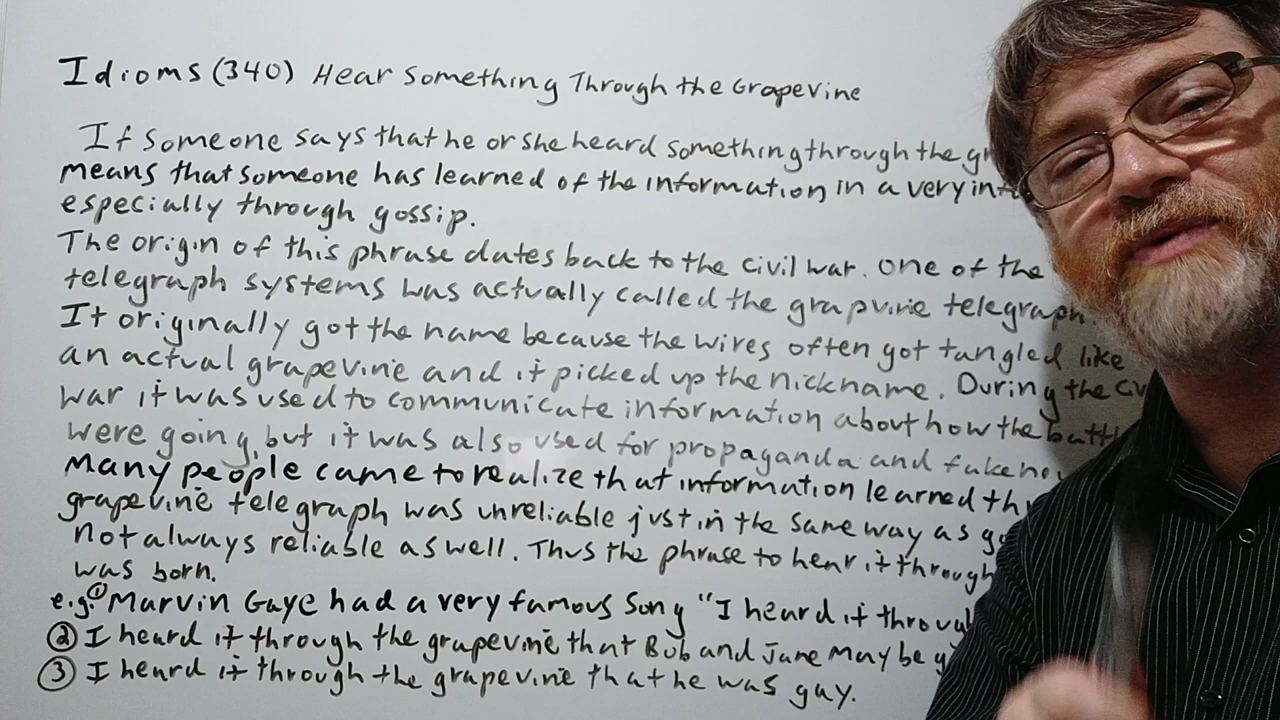 Idioms (340) Hear Something Through the Grapevine
If someone says that he or she heard something through the
means that someone has learned of the information in a very
especially through gossip.
The origin of this phrase dates back to the civil war. One of the
telegraph systems was actually called the grapvine telegraph.
It originally got the name because the wires often got tangled like
an actual grapevine and it picked up the nickname. During the
war it was used to communicate information about how the
were going, but it was also used for propaganda and fake
Many people came to realize that information learned
grapevine telegraph was unreliable just in the same way as
not always reliable as well. Thus the phrase to hear it through
was born.
e.g. ① Marvin Gaye had a very famous Song "I heard it
② I heard it through the grapevine that Bob and Jane may be
③ I heard it through the grapevine that he was gay.